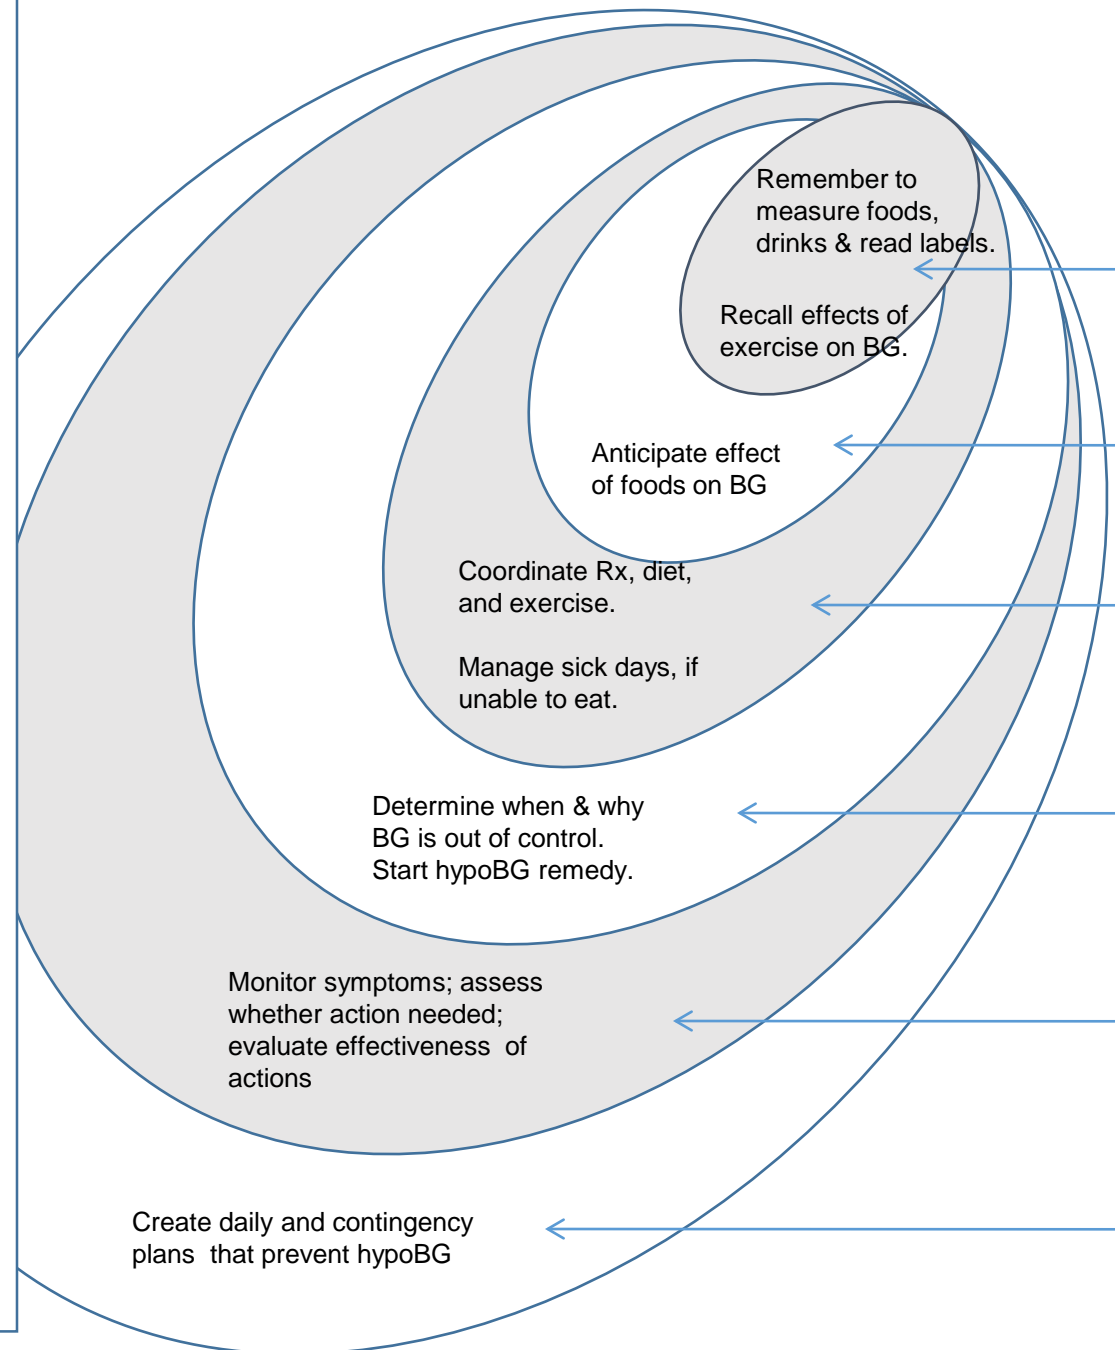 Remember to
measure foods,
drinks & read labels.
Recall effects of
exercise on BG.
Anticipate effect
of foods on BG
Coordinate Rx, diet,
and exercise.
Manage sick days, if
unable to eat.
Determine when & why
BG is out of control.
Start hypoBG remedy.
Monitor symptoms; assess
whether action needed;
evaluate effectiveness  of
actions
Create daily and contingency
plans  that prevent hypoBG